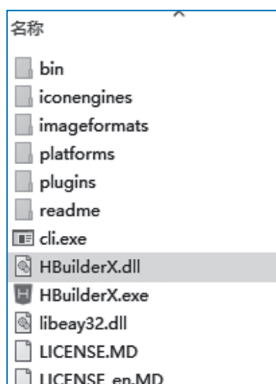 名称
bin
iconengines
imageformats
platforms
plugins
readme
cli.exe
HBuilderX.dll
HBuilderX.exe
libeay32.dll
LICENSE.MD
LICENSE_en.MD